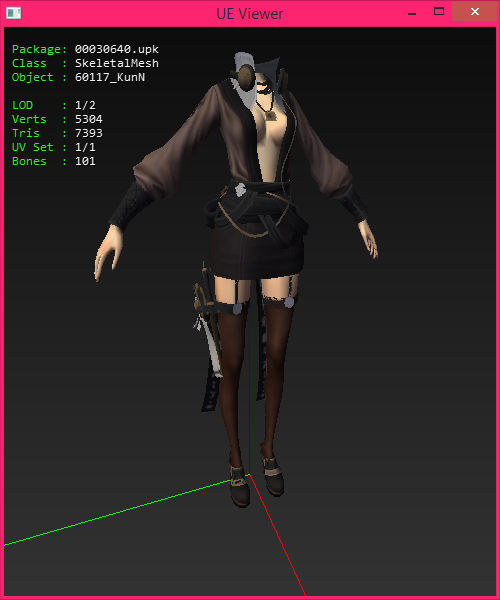 UE Viewer
Package: 00030640.upk
Class : SkeletalMesh
Object : 60117_KunN
LOD : 1/2
Verts : 5304
Tris : 7393
UV Set : 1/1
Bones : 101